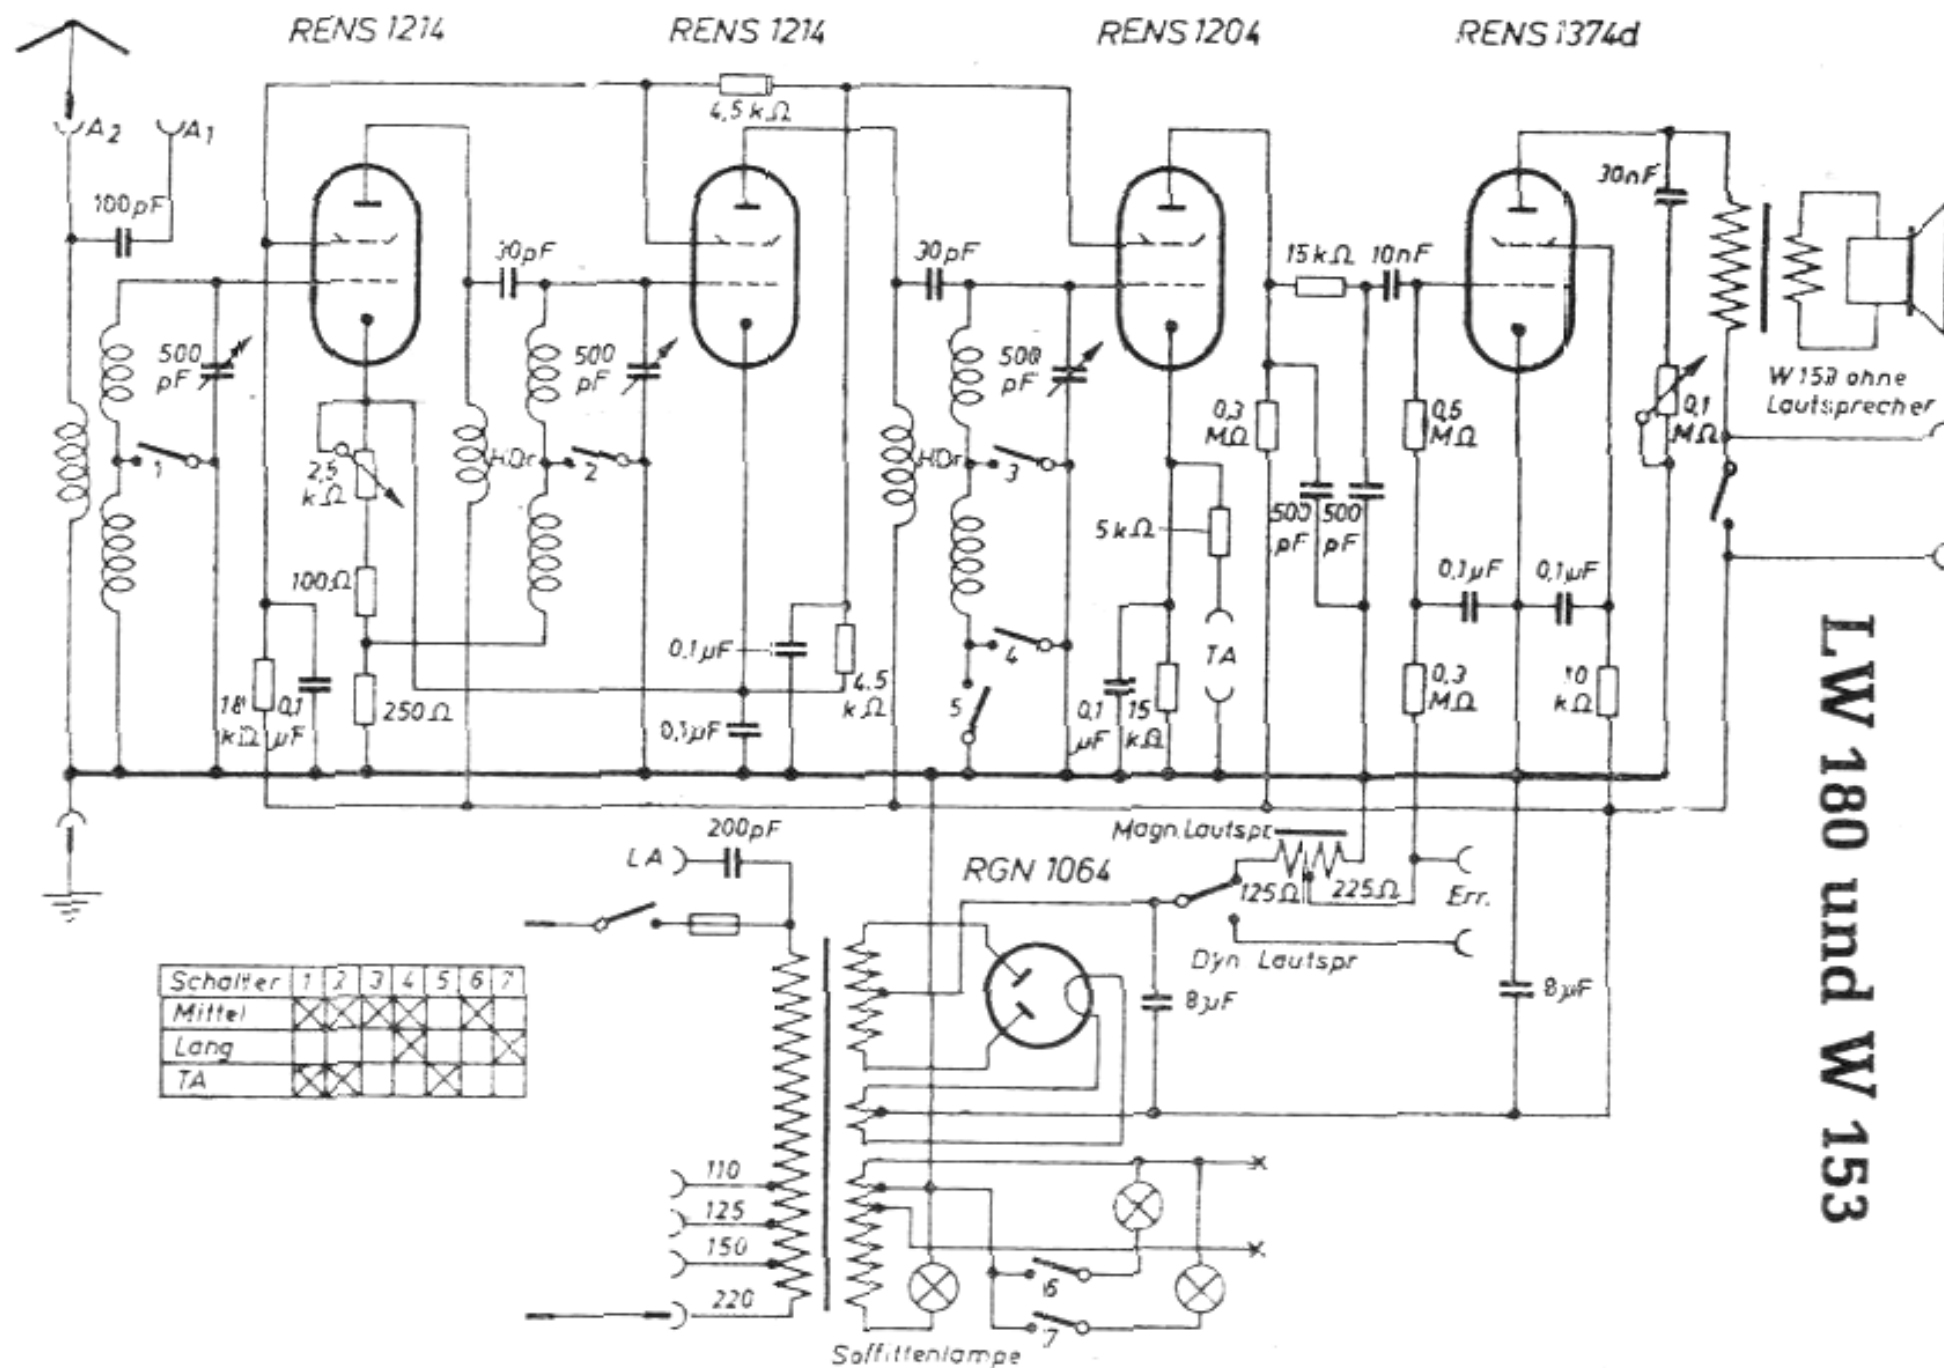 RENS 1214
RENS 1214
RENS 1204
RENS 1374d
4,5 kΩ
A2
A1
100pF
30pF
30pF
15kΩ
10nF
30nF
500 pF
500 pF
500 pF
W 153 ohne
Lautsprecher
0,3 MΩ
0,5 MΩ
0,1 MΩ
1
2,5 kΩ
HDr
2
HDr
3
5kΩ
500 pF
500 pF
100Ω
0,1µF
0,1µF
0,1µF
4
TA
18 kΩ
0,1 µF
250Ω
0,1µF
4,5 kΩ
5
0,1 µF
15 kΩ
0,3 MΩ
10 kΩ
LW 180 und W 153
200pF
LA
RGN 1064
Magn. Lautspr.
125Ω
225Ω
Err.
Dyn Lautspr
8µF
8µF
Schalter 1 2 3 4 5 6 7
Mittel
Lang
TA
110
125
150
220
6
7
Soffittenlampe